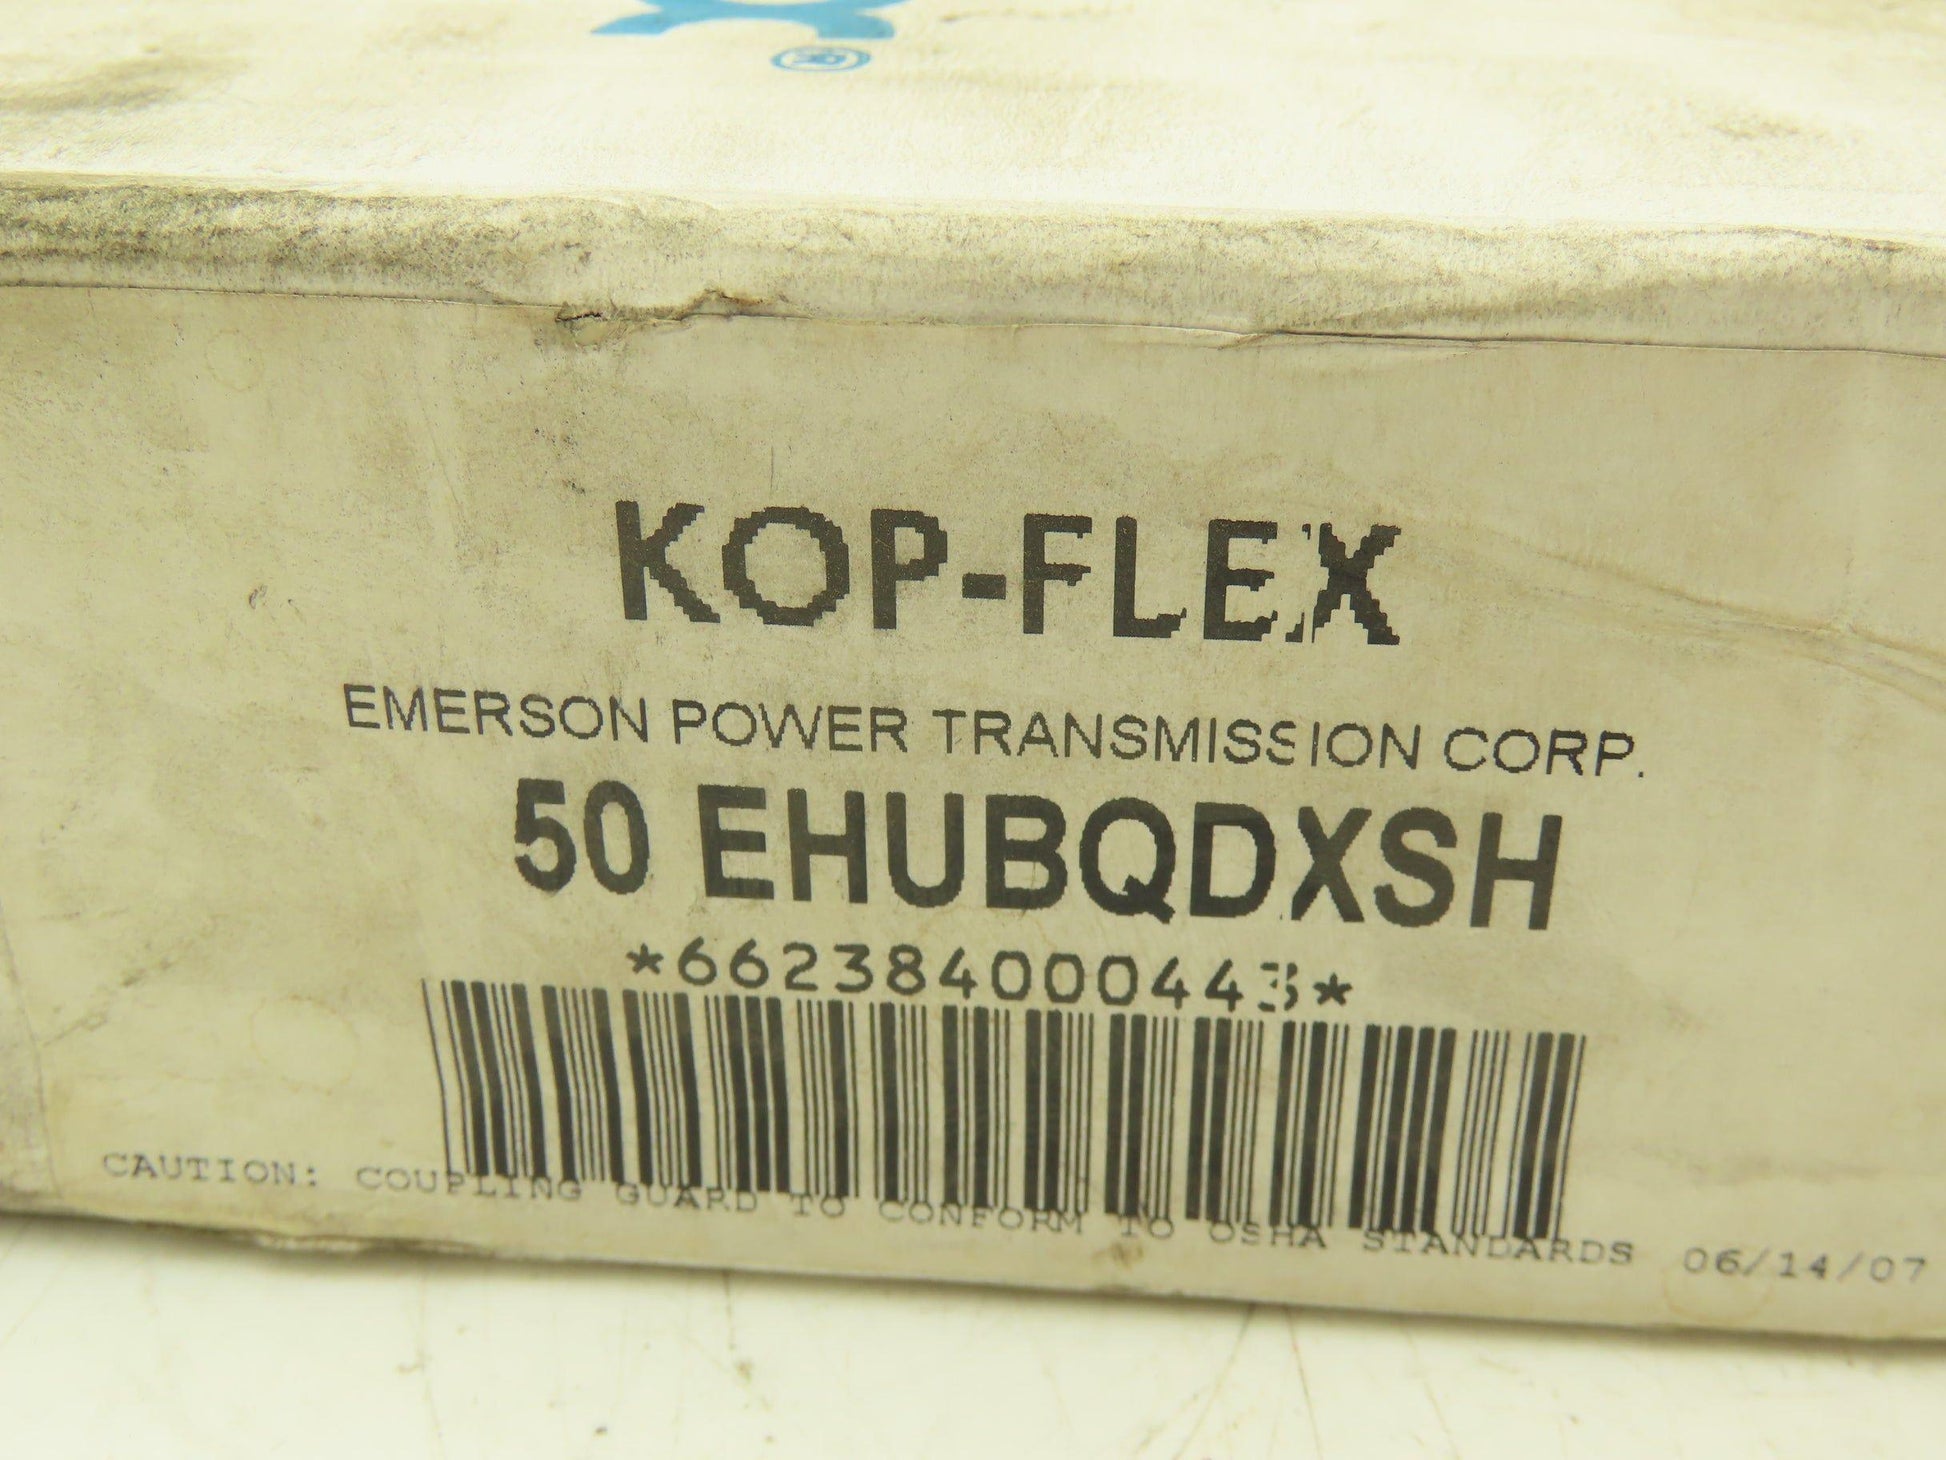 ®
KOP-FLEX
EMERSON POWER TRANSMISSION CORP.
50 EHUBQDXSH
*662384000443*
CAUTION: COUPLING GUARD TO CONFORM TO OSHA STANDARDS 06/14/07